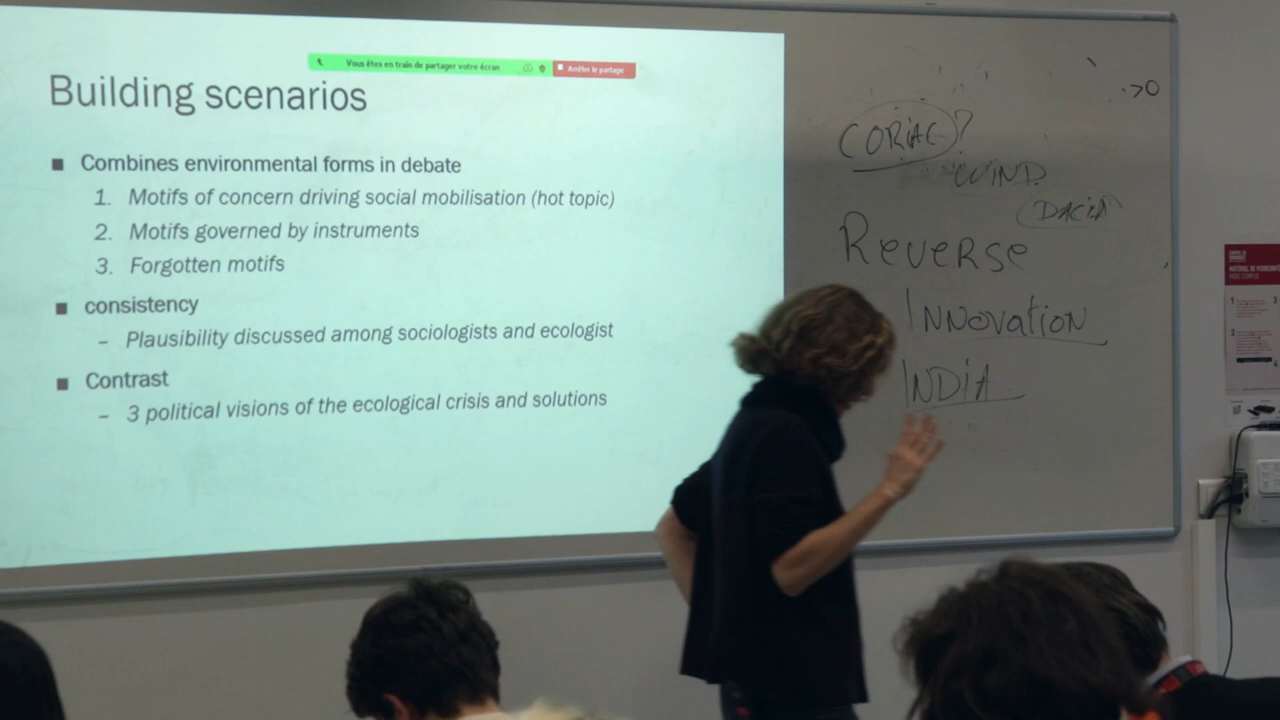 Vous êtes en train de partager votre écran
Arrêter le partage
Building scenarios
■ Combines environmental forms in debate
1. Motifs of concern driving social mobilisation (hot topic)
2. Motifs governed by instruments
3. Forgotten motifs
■ consistency
– Plausibility discussed among sociologists and ecologist
■ Contrast
– 3 political visions of the ecological crisis and solutions
>0
CORiAC?
WIND
DACIA
Reverse
INNovation
INDiA